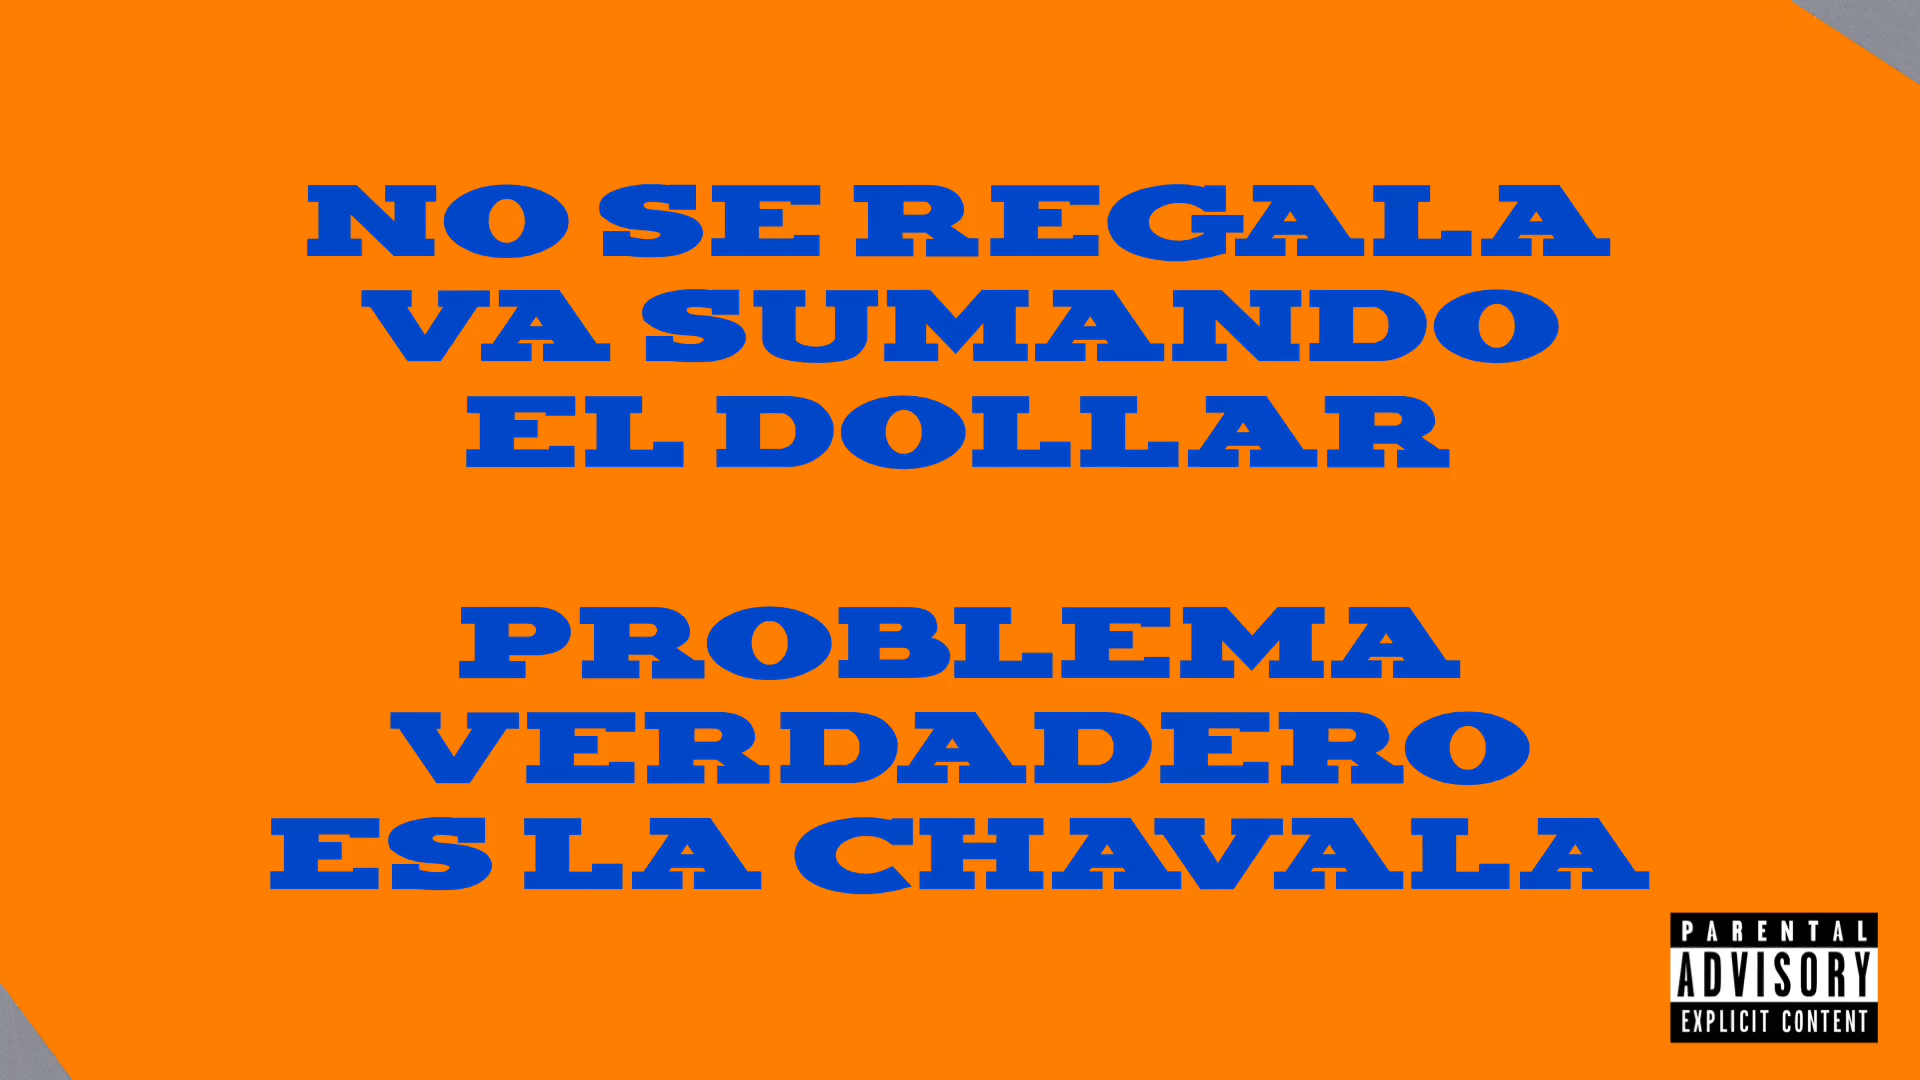 NO SE REGALA
VA SUMANDO
EL DOLLAR
PROBLEMA
VERDADERO
ES LA CHAVALA
PARENTAL
ADVISORY
EXPLICIT CONTENT